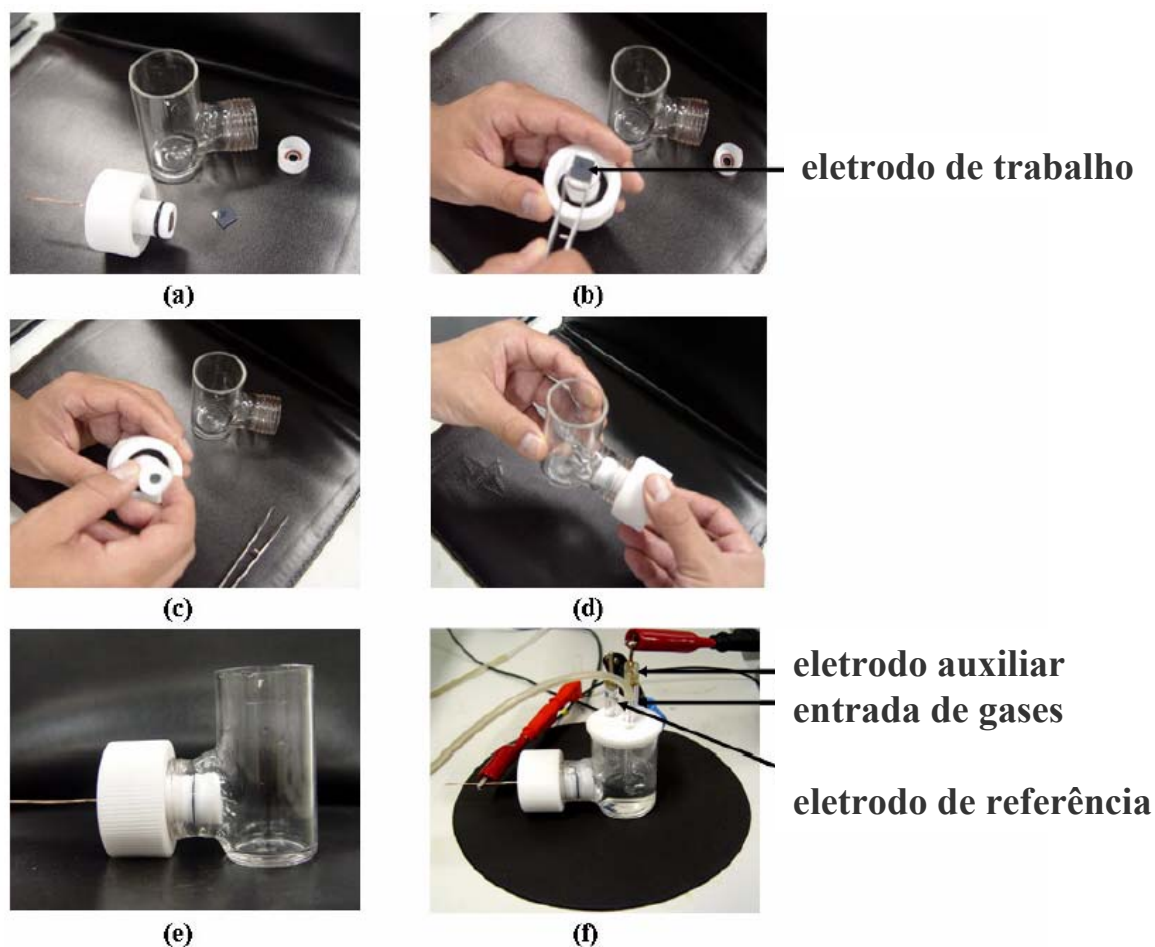 eletrodo de trabalho
(a)
(b)
(c)
(d)
eletrodo auxiliar
entrada de gases
eletrodo de referência
(e)
(f)